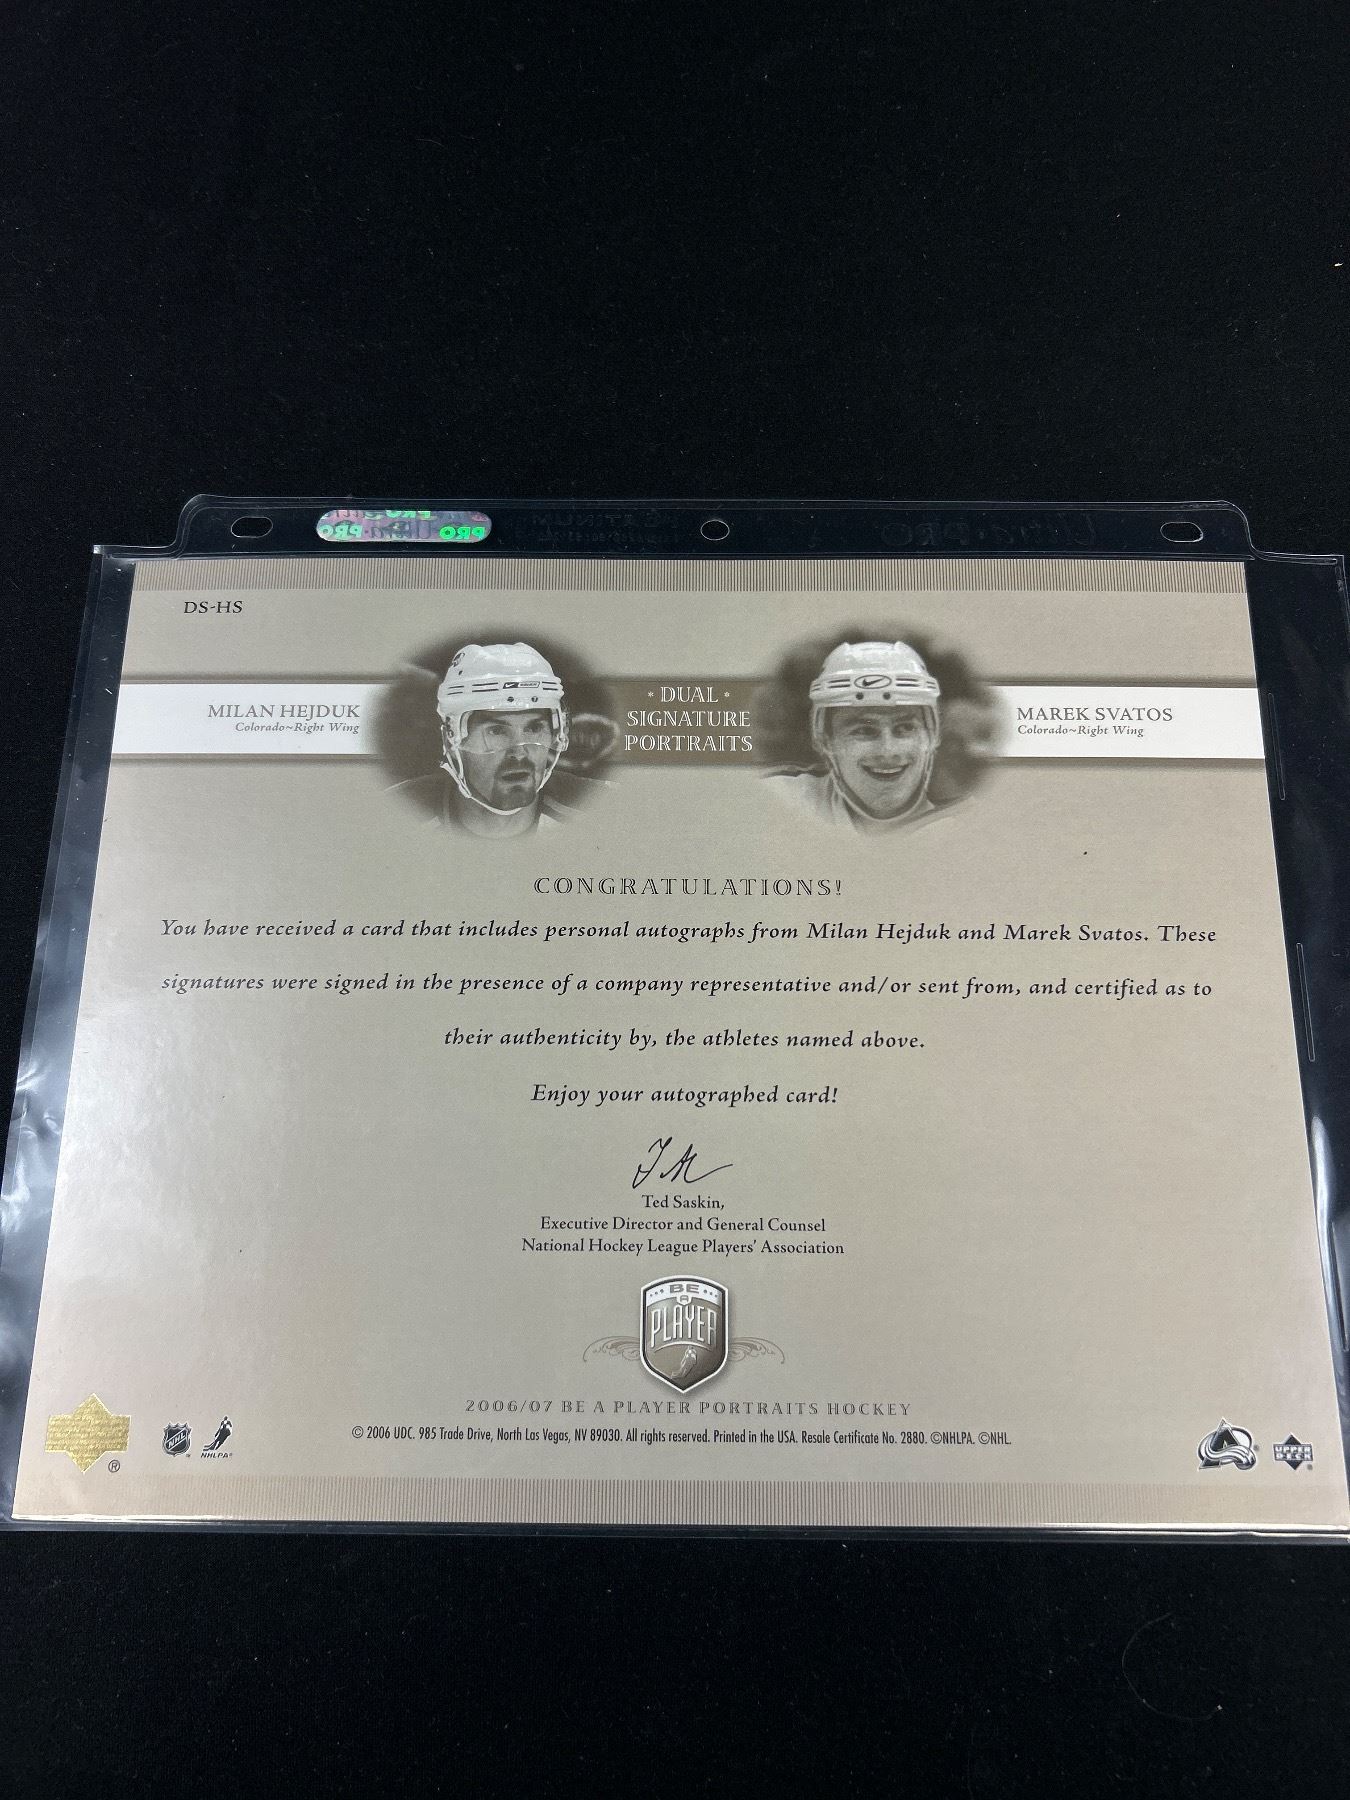 PRO Ultra-PRO PRO
DS-HS
MILAN HEJDUK
Colorado~Right Wing
• DUAL •
SIGNATURE
PORTRAITS
MAREK SVATOS
Colorado~Right Wing
CONGRATULATIONS!
You have received a card that includes personal autographs from Milan Hejduk and Marek Svatos. These
signatures were signed in the presence of a company representative and/or sent from, and certified as to
their authenticity by, the athletes named above.
Enjoy your autographed card!
Ted Saskin,
Executive Director and General Counsel
National Hockey League Players' Association
BE
A
PLAYER
2006/07 BE A PLAYER PORTRAITS HOCKEY
© 2006 UDC. 985 Trade Drive, North Las Vegas, NV 89030. All rights reserved. Printed in the USA. Resale Certificate No. 2880. ©NHLPA. ©NHL.
®
NHL
NHLPA
UPPER
DECK